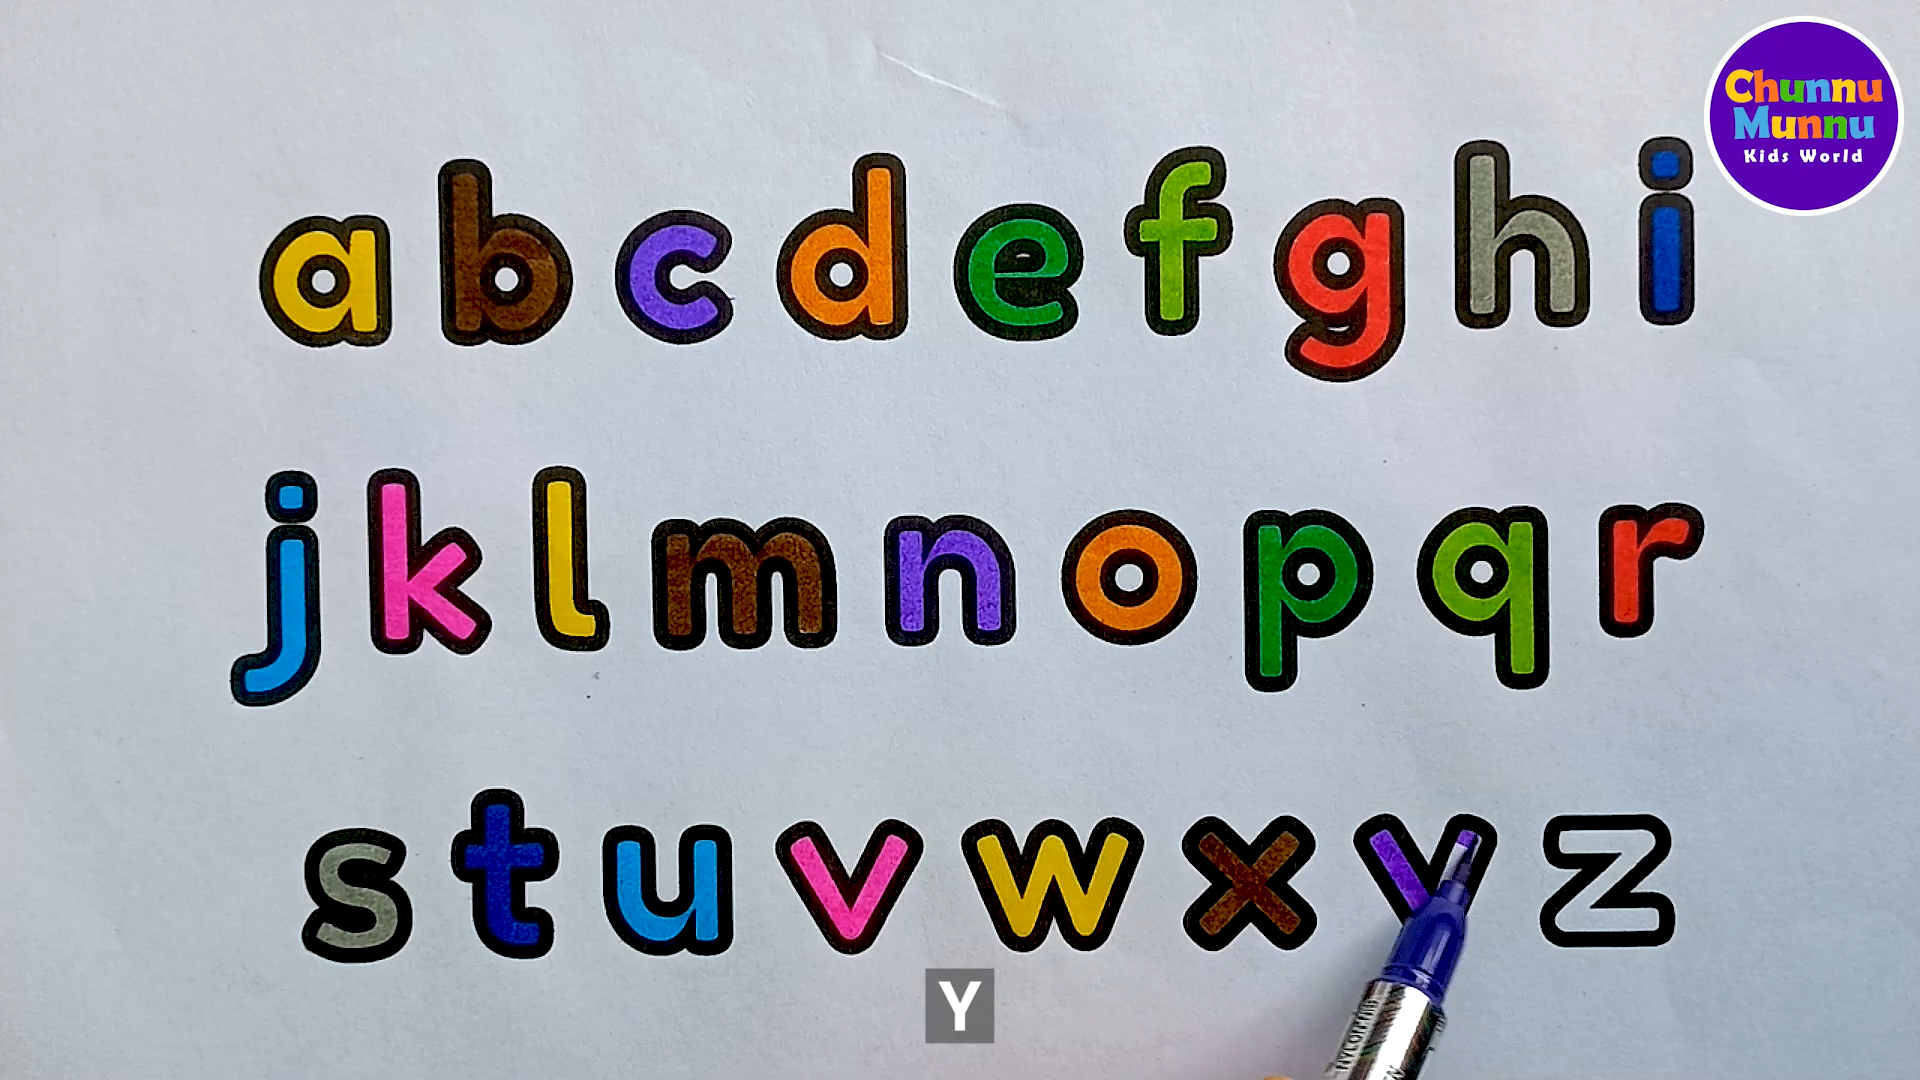 Chunnu
Munnu
Kids World
a b c d e f g h i
j k l m n o p q r
s t u v w x y z
Y